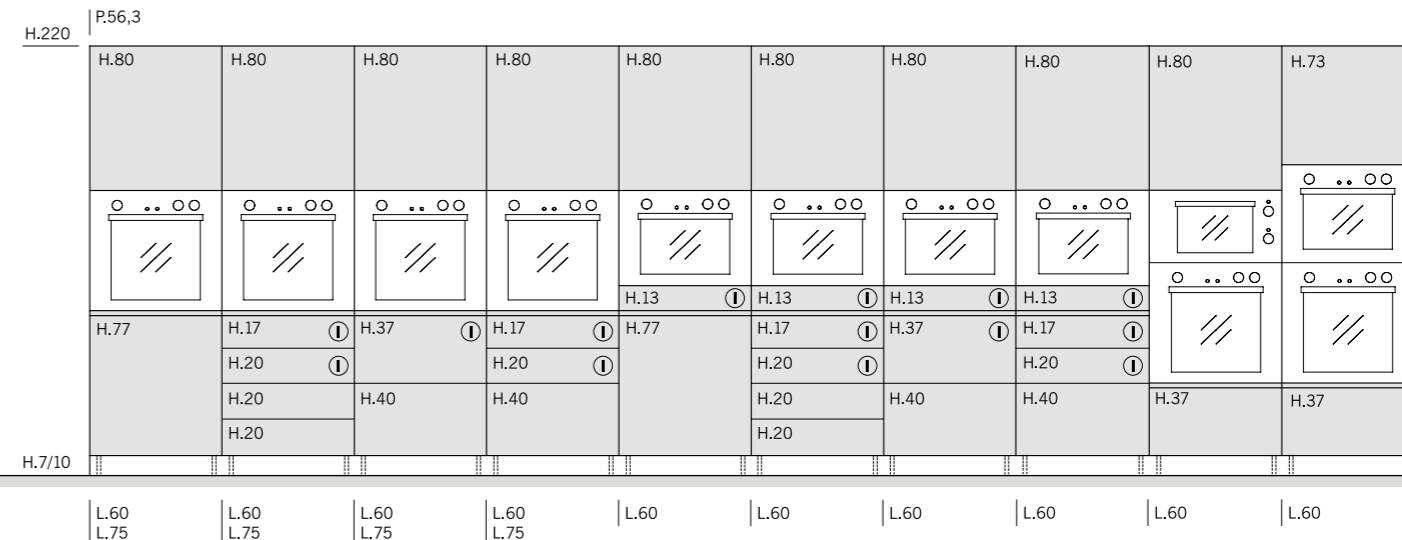 P.56,3
H.220
H.80 H.80 H.80 H.80 H.80 H.80 H.80 H.80 H.80 H.73
H.13 H.13 H.13 H.13
H.77 H.17 H.37 H.17 H.77 H.17 H.37 H.17
H.20 H.20 H.20 H.20
H.20 H.40 H.40 H.20 H.40 H.40 H.37 H.37
H.20 H.20
H.7/10
L.60 L.60 L.60 L.60 L.60 L.60 L.60 L.60 L.60 L.60
L.75 L.75 L.75 L.75